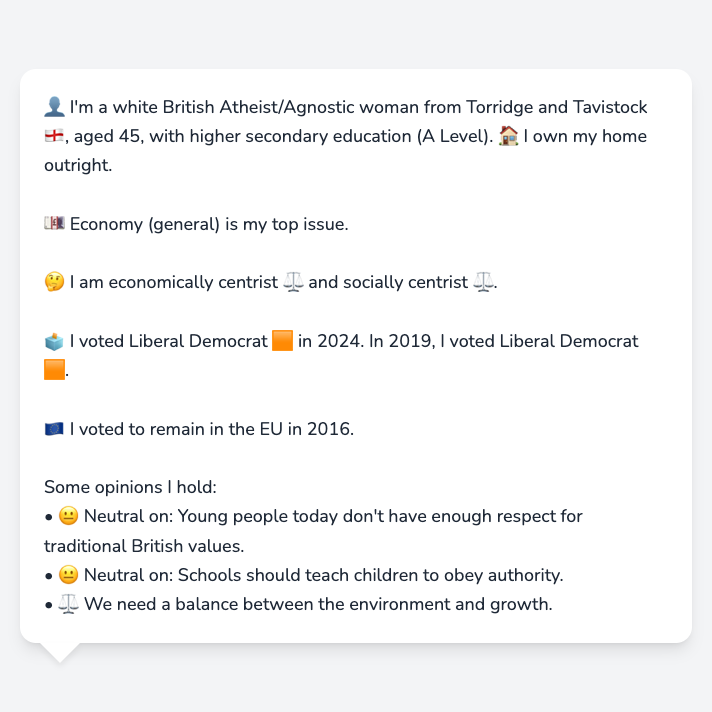 👤 I'm a white British Atheist/Agnostic woman from Torridge and Tavistock
🏴󠁧󠁢󠁥󠁮󠁧󠁿, aged 45, with higher secondary education (A Level). 🏠 I own my home
outright.
💷 Economy (general) is my top issue.
🤔 I am economically centrist ⚖️ and socially centrist ⚖️.
🗳️ I voted Liberal Democrat 🟧 in 2024. In 2019, I voted Liberal Democrat
🟧.
🇪🇺 I voted to remain in the EU in 2016.
Some opinions I hold:
• 😐 Neutral on: Young people today don't have enough respect for
traditional British values.
• 😐 Neutral on: Schools should teach children to obey authority.
• ⚖️ We need a balance between the environment and growth.